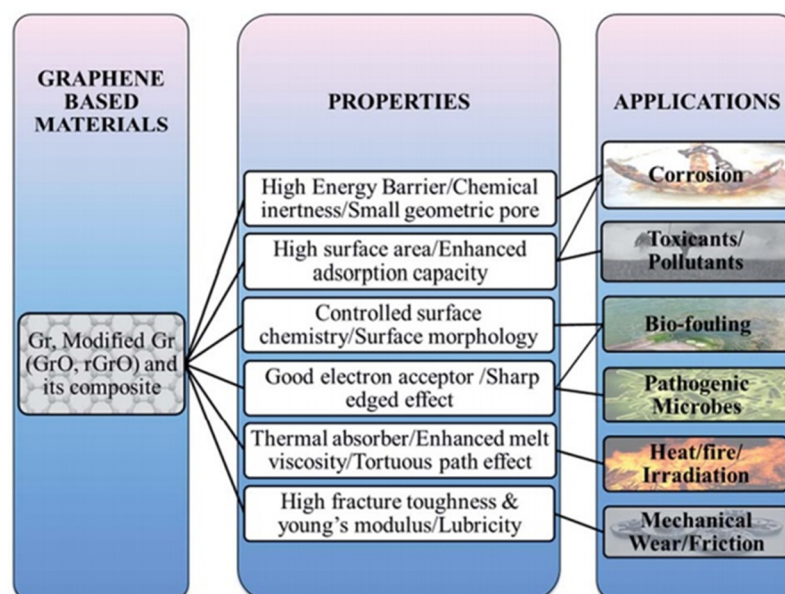 GRAPHENE
BASED
MATERIALS
Gr, Modified Gr
(GrO, rGrO) and
its composite
PROPERTIES
High Energy Barrier/Chemical
inertness/Small geometric pore
High surface area/Enhanced
adsorption capacity
Controlled surface
chemistry/Surface morphology
Good electron acceptor /Sharp
edged effect
Thermal absorber/Enhanced melt
viscosity/Tortuous path effect
High fracture toughness &
young's modulus/Lubricity
APPLICATIONS
Corrosion
Toxicants/
Pollutants
Bio-fouling
Pathogenic
Microbes
Heat/fire/
Irradiation
Mechanical
Wear/Friction